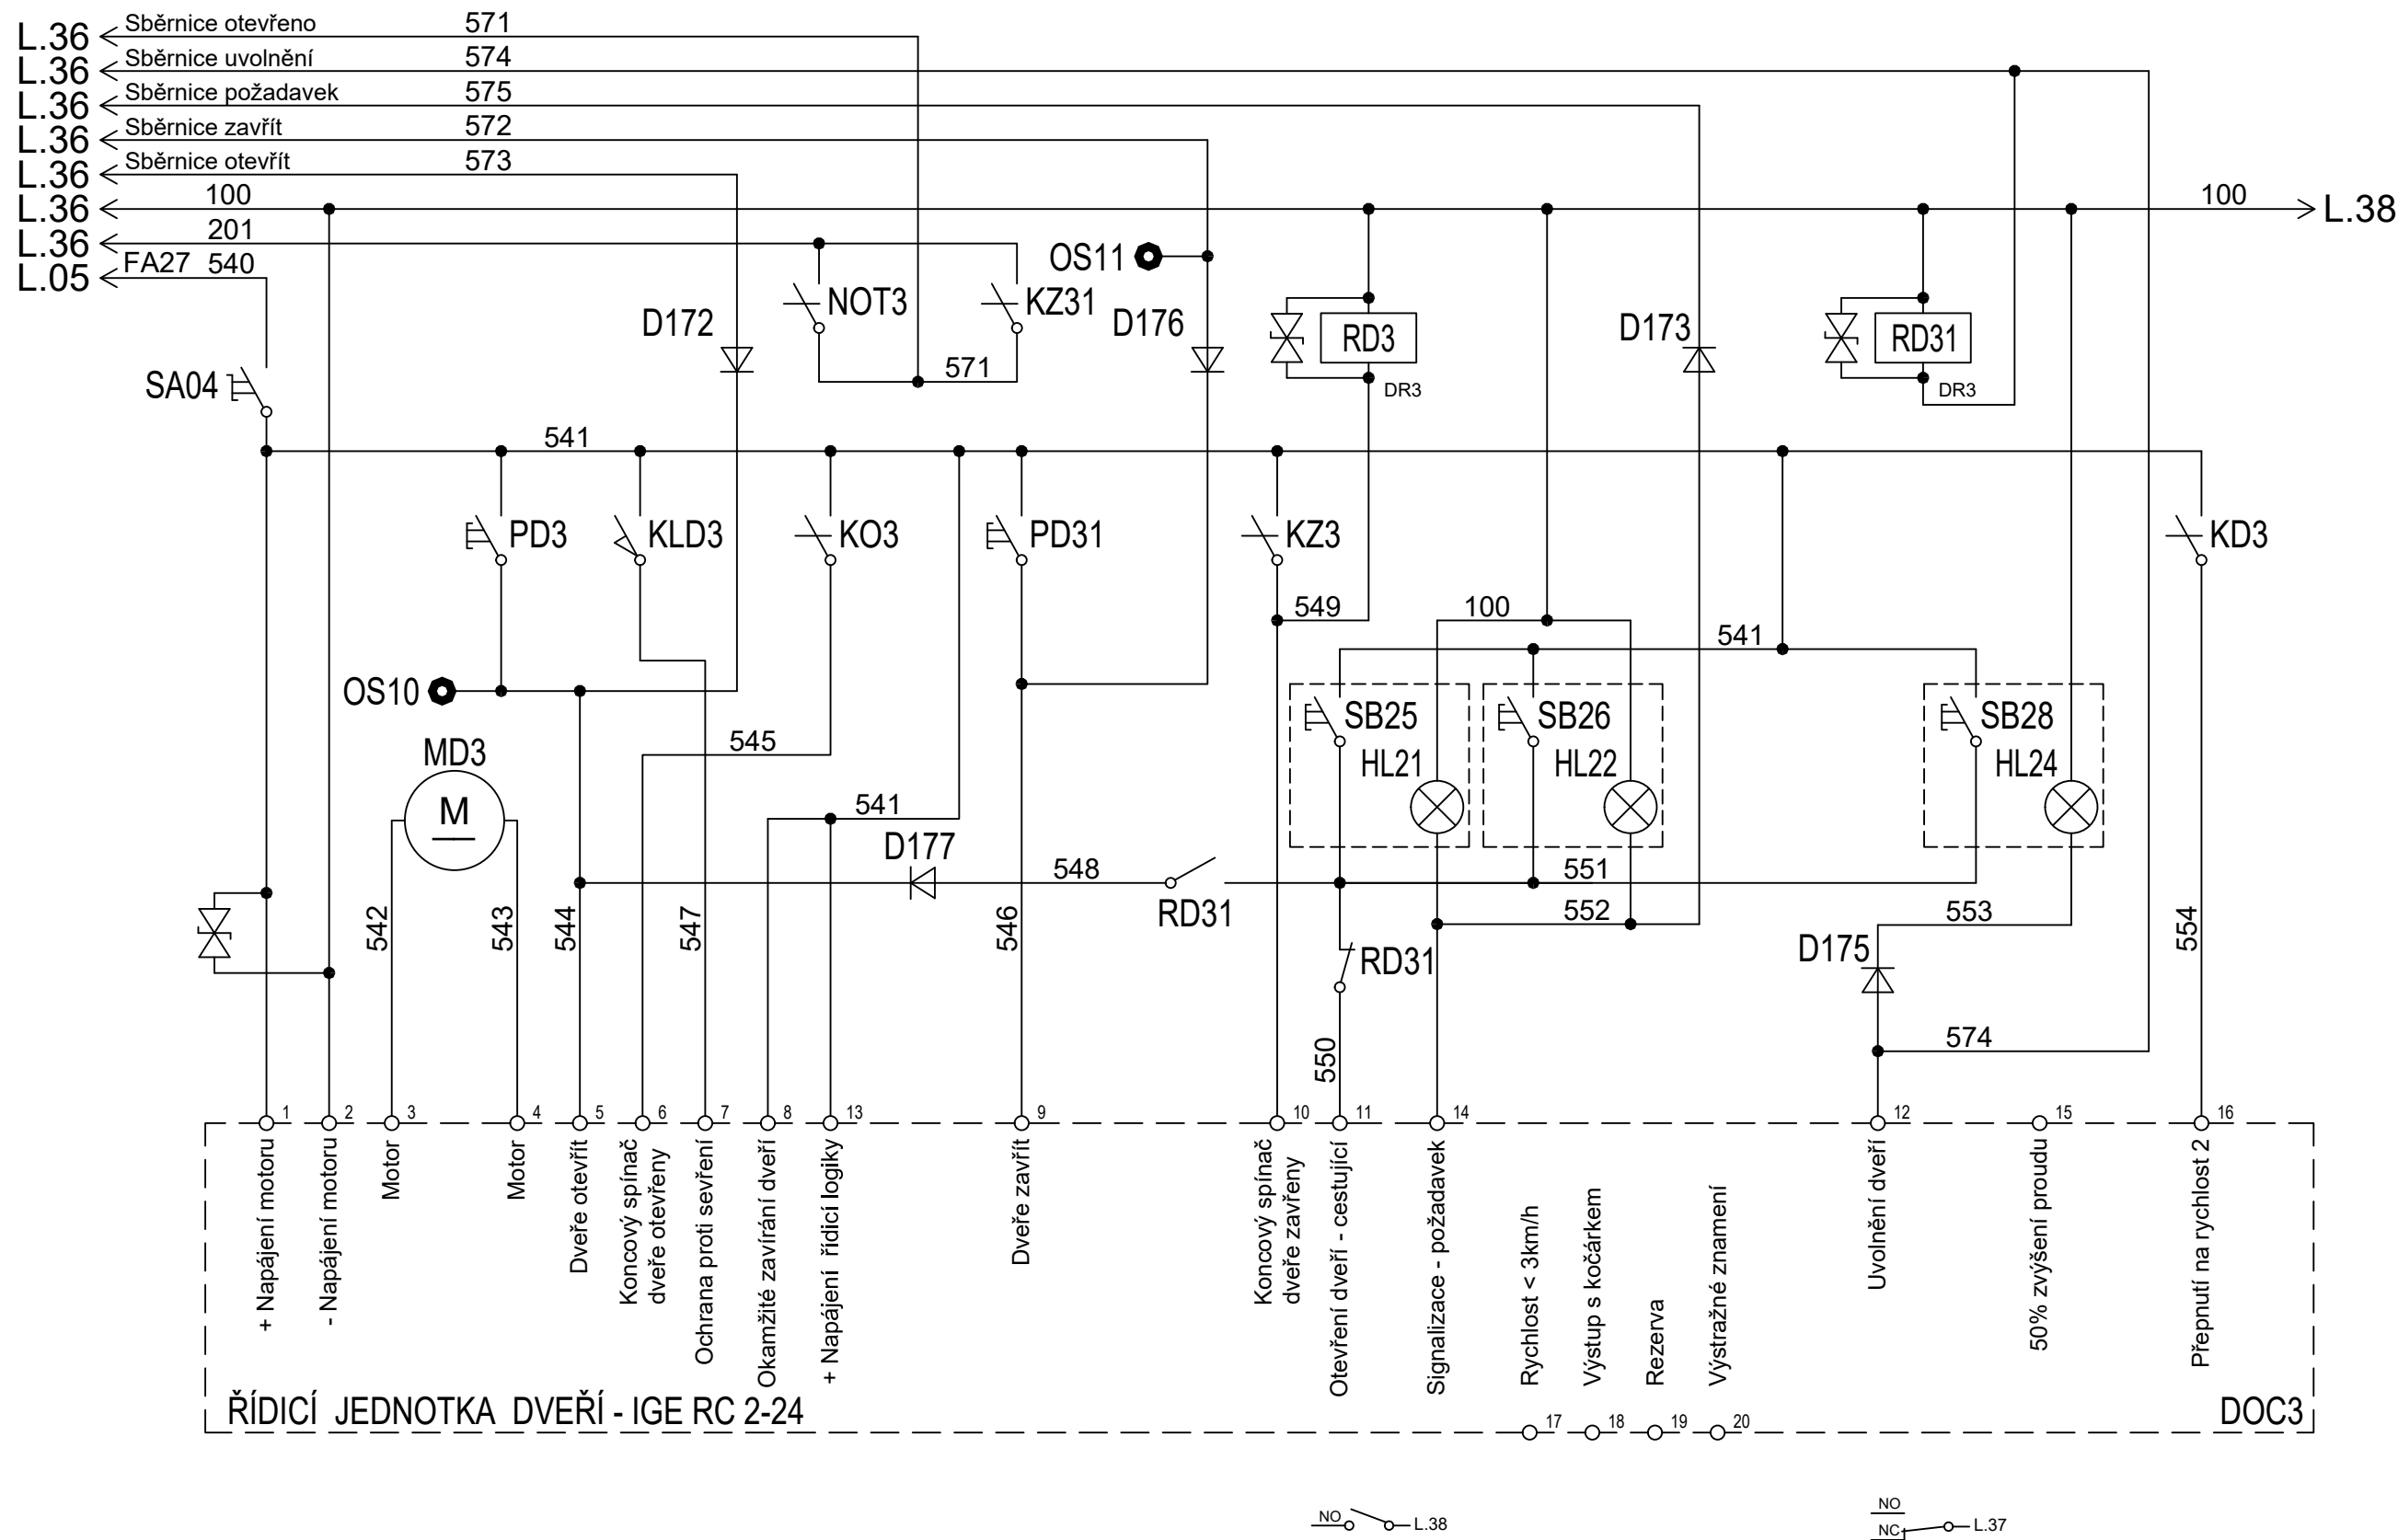 L.36 Sběrnice otevřeno 571
L.36 Sběrnice uvolnění 574
L.36 Sběrnice požadavek 575
L.36 Sběrnice zavřít 572
L.36 Sběrnice otevřít 573
L.36 100 100 L.38
L.36 201
L.05 FA27 540
OS11
D172 NOT3 KZ31 D176 RD3 D173 RD31
571
SA04 DR3 DR3
541
PD3 KLD3 KO3 PD31 KZ3 KD3
549 100 541
OS10 SB25 SB26 SB28
MD3 545 HL21 HL22 HL24
M
541
D177 548 RD31 551
542 543 544 547 546 552 553 554
RD31 D175
550 574
1 2 3 4 5 6 7 8 13 9 10 11 14 12 15 16
+ Napájení motoru
- Napájení motoru
Motor
Motor
Dveře otevřít
Koncový spínač
dveře otevřeny
Ochrana proti sevření
Okamžité zavírání dveří
+ Napájení řídicí logiky
Dveře zavřít
Koncový spínač
dveře zavřeny
Otevření dveří - cestující
Signalizace - požadavek
Rychlost < 3km/h
Výstup s kočárkem
Rezerva
Výstražné znamení
Uvolnění dveří
50% zvýšení proudu
Přepnutí na rychlost 2
ŘÍDICÍ JEDNOTKA DVEŘÍ - IGE RC 2-24 DOC3
17 18 19 20
NO L.38
NO
NC L.37